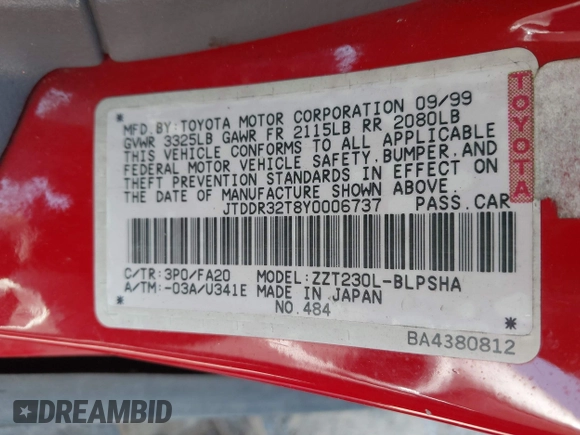 MFD.BY:TOYOTA MOTOR CORPORATION 09/99
GVWR 3325LB GAWR FR 2115LB RR 2080LB
THIS VEHICLE CONFORMS TO ALL APPLICABLE
FEDERAL MOTOR VEHICLE SAFETY,BUMPER,AND
THEFT PREVENTION STANDARDS IN EFFECT ON
THE DATE OF MANUFACTURE SHOWN ABOVE.
JTDDR32T8Y0006737 PASS.CAR
C/TR:3P0/FA20 MODEL:ZZT230L-BLPSHA
A/TM:-03A/U341E MADE IN JAPAN
NO.484
BA4380812
TOYOTA
DREAMBID